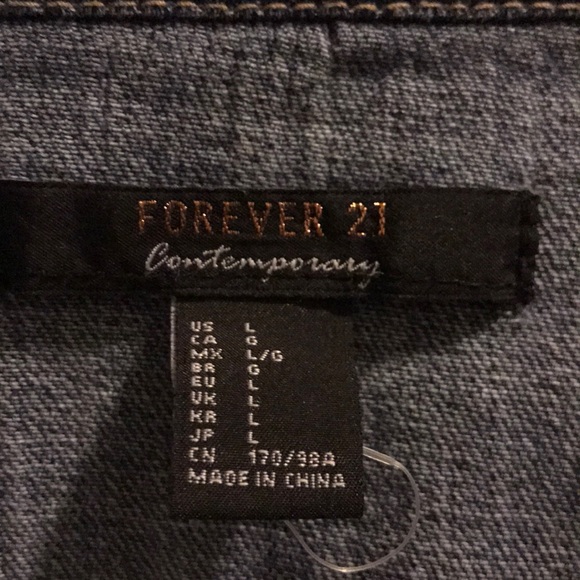 FOREVER 21
Contemporary
US L
CA G
MX L/G
BR G
EU L
UK L
KR L
JP L
CN 170/98A
MADE IN CHINA